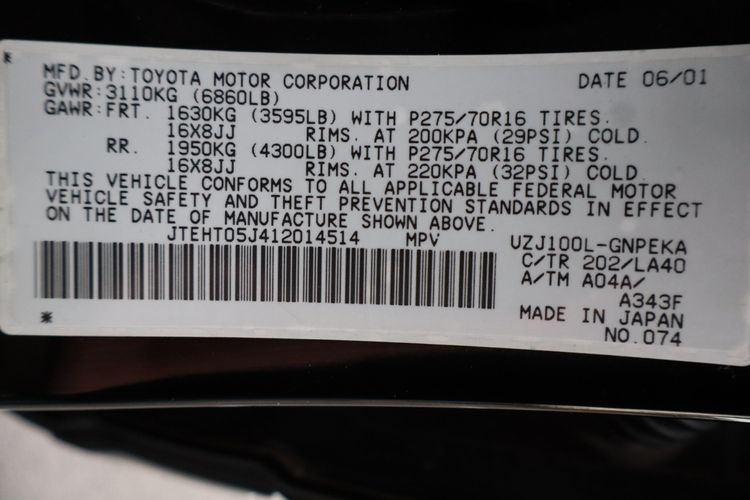 MFD.BY:TOYOTA MOTOR CORPORATION DATE 06/01
GVWR:3110KG (6860LB)
GAWR:FRT. 1630KG (3595LB) WITH P275/70R16 TIRES.
16X8JJ RIMS. AT 200KPA (29PSI) COLD.
RR. 1950KG (4300LB) WITH P275/70R16 TIRES.
16X8JJ RIMS. AT 220KPA (32PSI) COLD.
THIS VEHICLE CONFORMS TO ALL APPLICABLE FEDERAL MOTOR
VEHICLE SAFETY AND THEFT PREVENTION STANDARDS IN EFFECT
ON THE DATE OF MANUFACTURE SHOWN ABOVE.
JTEHT05J412014514 MPV UZJ100L-GNPEKA
C/TR 202/LA40
A/TM A04A/
A343F
MADE IN JAPAN
NO.074